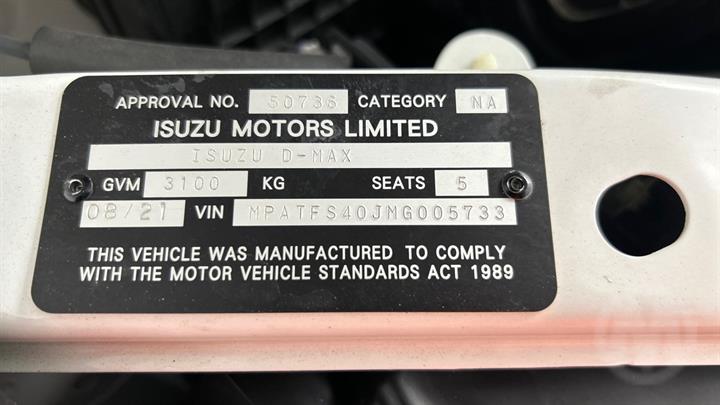 APPROVAL NO. 50736 CATEGORY NA
ISUZU MOTORS LIMITED
ISUZU D-MAX
GVM 3100 KG SEATS 5
08/21 VIN MPATFS40JMG005733
THIS VEHICLE WAS MANUFACTURED TO COMPLY
WITH THE MOTOR VEHICLE STANDARDS ACT 1989